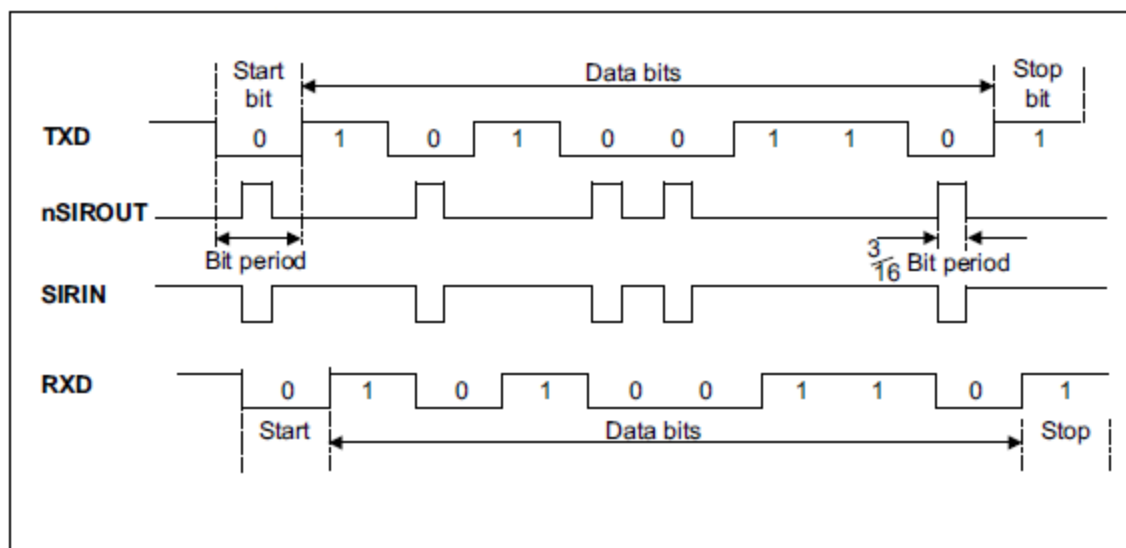 Start
bit
Data bits
Stop
bit
TXD
0 1 0 1 0 0 1 1 0 1
nSIROUT
Bit period
3/16 Bit period
SIRIN
RXD
0 1 0 1 0 0 1 1 0 1
Start Data bits Stop